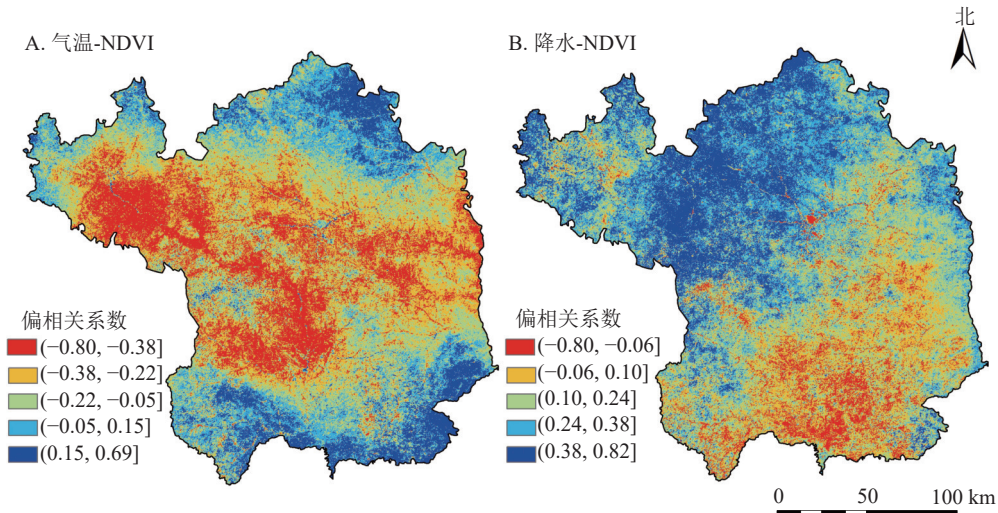 A. 气温-NDVI
B. 降水-NDVI
北
偏相关系数
(−0.80, −0.38]
(−0.38, −0.22]
(−0.22, −0.05]
(−0.05, 0.15]
(0.15, 0.69]
偏相关系数
(−0.80, −0.06]
(−0.06, 0.10]
(0.10, 0.24]
(0.24, 0.38]
(0.38, 0.82]
0 50 100 km